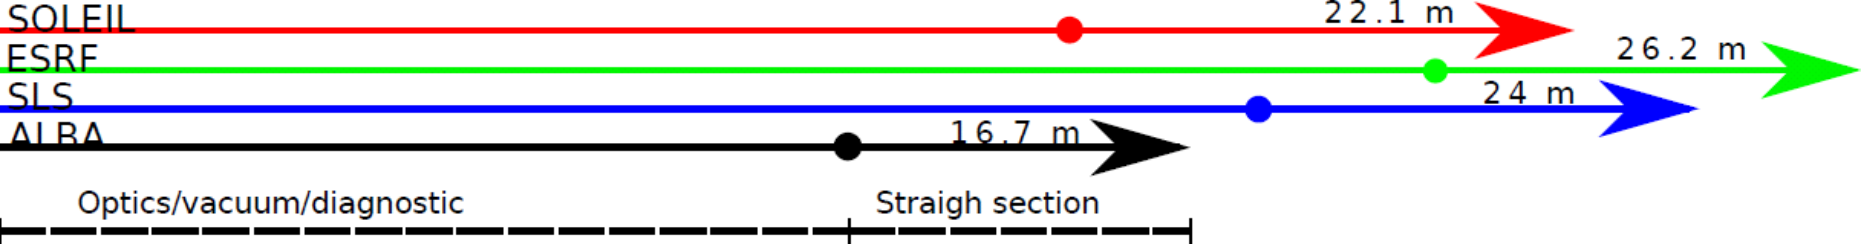 SOLEIL
22.1 m
ESRF
26.2 m
SLS
24 m
ALBA
16.7 m
Optics/vacuum/diagnostic
Straigh section